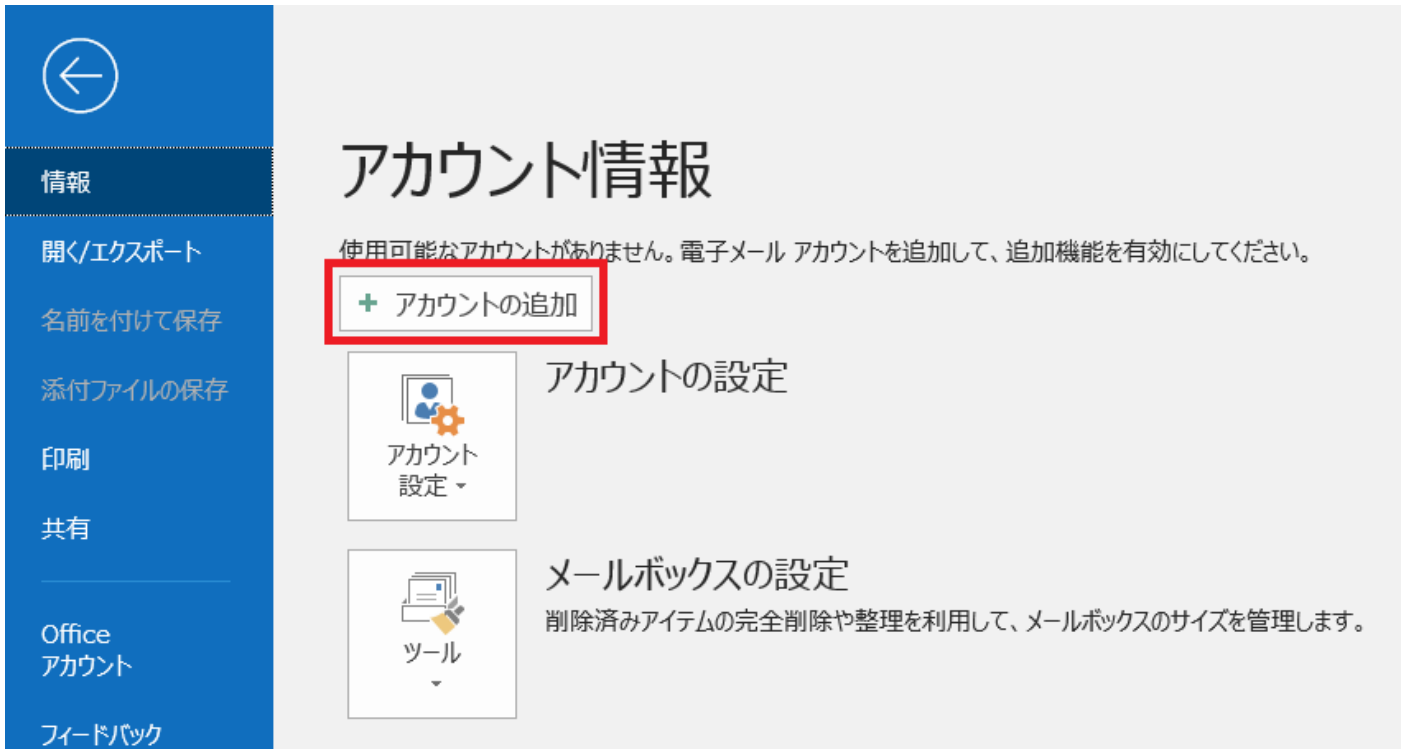 情報
開く/エクスポート
名前を付けて保存
添付ファイルの保存
印刷
共有
Office
アカウント
フィードバック
アカウント情報
使用可能なアカウントがありません。電子メール アカウントを追加して、追加機能を有効にしてください。
+ アカウントの追加
アカウント
設定
アカウントの設定
ツール
メールボックスの設定
削除済みアイテムの完全削除や整理を利用して、メールボックスのサイズを管理します。